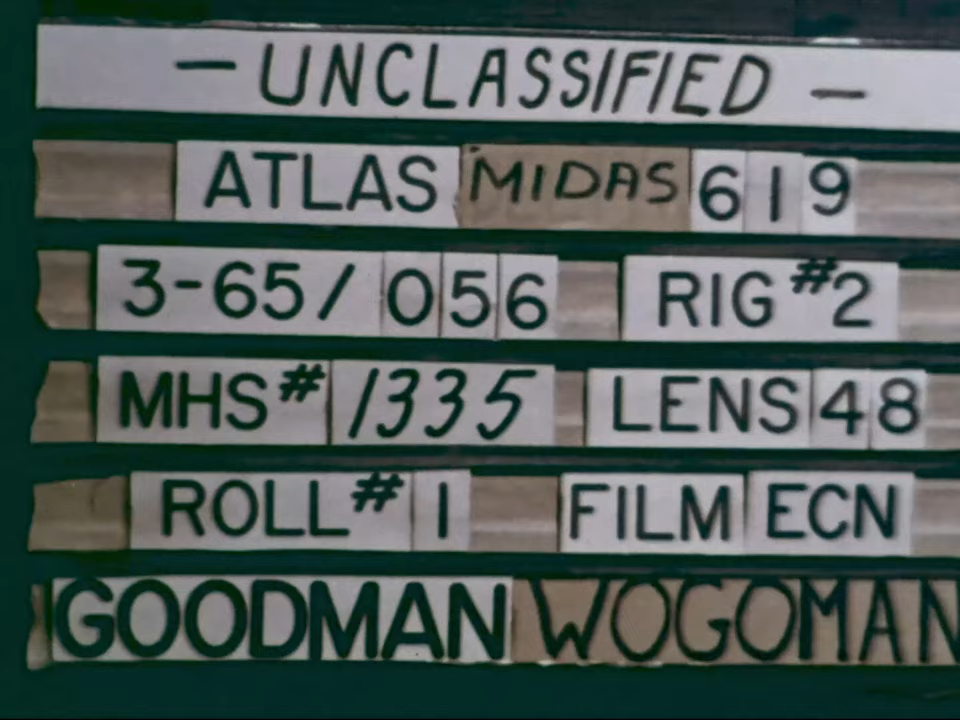 - UNCLASSIFIED -
ATLAS MIDAS 619
3-65/056 RIG #2
MHS# 1335 LENS 48
ROLL# 1 FILM ECN
GOODMAN WOGOMAN